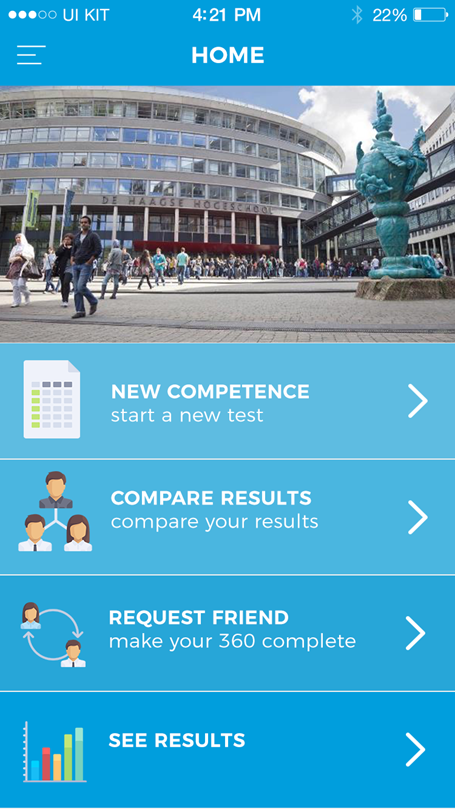 UI KIT 4:21 PM 22%
HOME
DE HAAGSE HOGESCHOOL
NEW COMPETENCE
start a new test
COMPARE RESULTS
compare your results
REQUEST FRIEND
make your 360 complete
SEE RESULTS